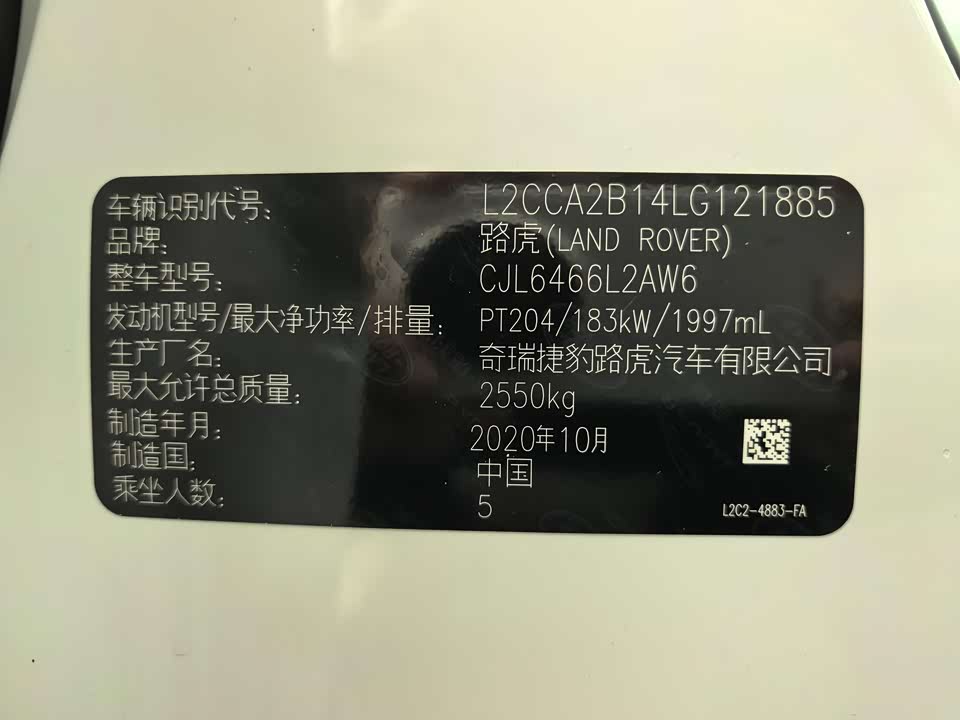 车辆识别代号: L2CCA2B14LG121885
品牌: 路虎(LAND ROVER)
整车型号: CJL6466L2AW6
发动机型号/最大净功率/排量: PT204/183kW/1997mL
生产厂名: 奇瑞捷豹路虎汽车有限公司
最大允许总质量: 2550kg
制造年月: 2020年10月
制造国: 中国
乘坐人数: 5
L2C2-4883-FA